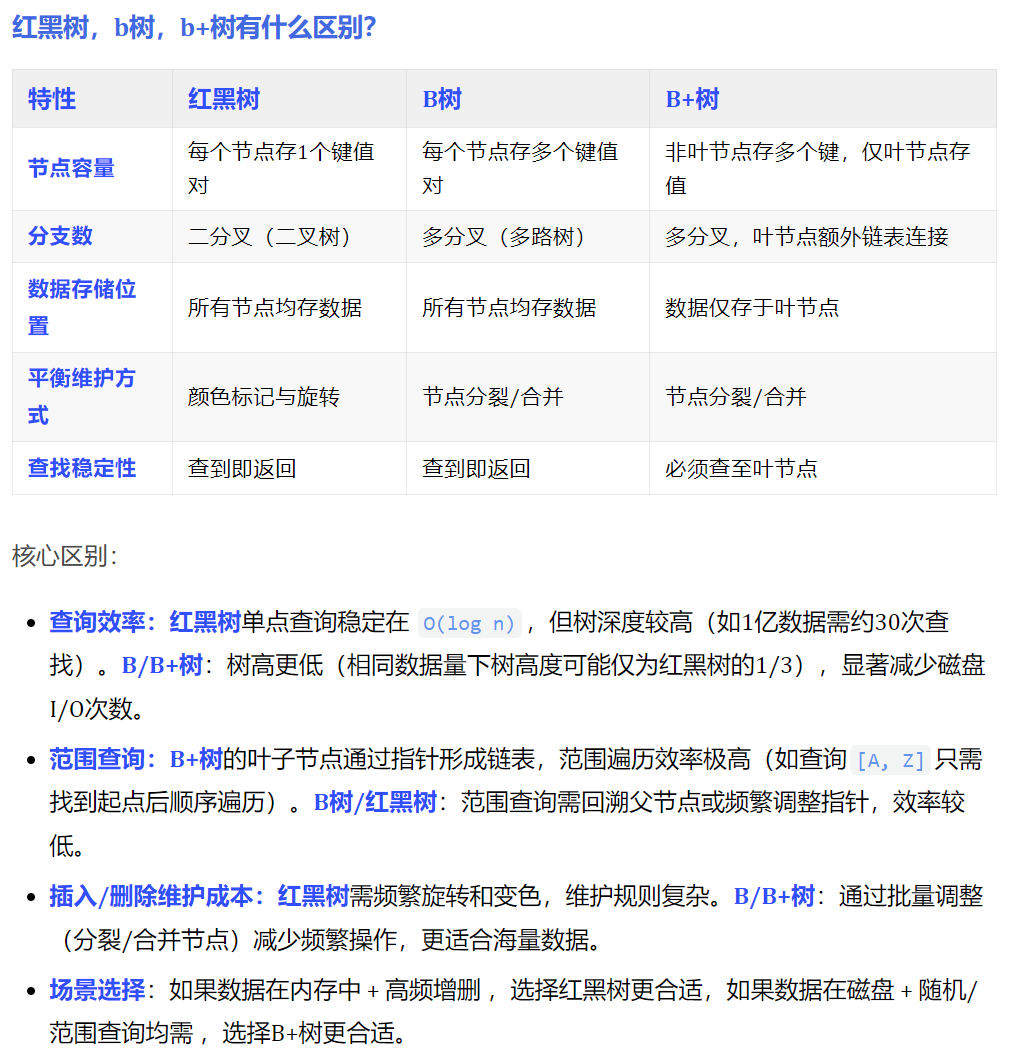 红黑树，b树，b+树有什么区别？
特性 红黑树 B树 B+树
节点容量 每个节点存1个键值对 每个节点存多个键值对 非叶节点存多个键，仅叶节点存值
分支数 二分叉（二叉树） 多分叉（多路树） 多分叉，叶节点额外链表连接
数据存储位置 所有节点均存数据 所有节点均存数据 数据仅存于叶节点
平衡维护方式 颜色标记与旋转 节点分裂/合并 节点分裂/合并
查找稳定性 查到即返回 查到即返回 必须查至叶节点
核心区别：
• 查询效率：红黑树单点查询稳定在 O(log n)，但树深度较高（如1亿数据需约30次查
找）。B/B+树：树高更低（相同数据量下树高度可能仅为红黑树的1/3），显著减少磁盘
I/O次数。
• 范围查询：B+树的叶子节点通过指针形成链表，范围遍历效率极高（如查询 [A, Z] 只需
找到起点后顺序遍历）。B树/红黑树：范围查询需回溯父节点或频繁调整指针，效率较
低。
• 插入/删除维护成本：红黑树需频繁旋转和变色，维护规则复杂。B/B+树：通过批量调整
（分裂/合并节点）减少频繁操作，更适合海量数据。
• 场景选择：如果数据在内存中 + 高频增删 ，选择红黑树更合适，如果数据在磁盘 + 随机/
范围查询均需 ，选择B+树更合适。